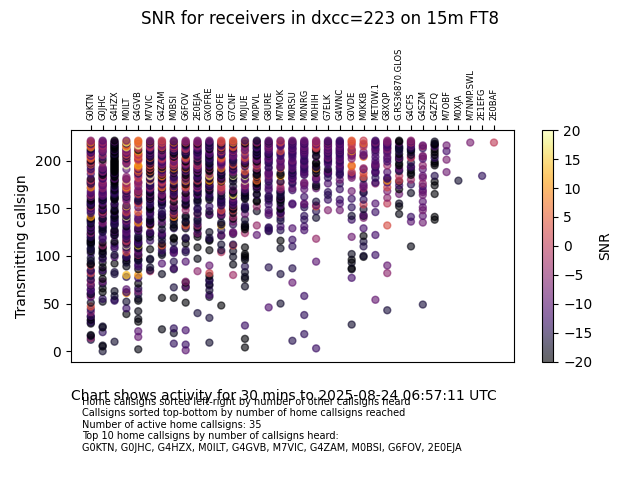 SNR for receivers in dxcc=223 on 15m FT8
G0KTN G0JHC G4HZX M0ILT G4GVB M7VIC G4ZAM M0BSI G6FOV 2E0EJA GX0FRE G0OFE G7CNF M0JUE M0PVL G8URE M7MOK M0RSU M0NRG M0HIH G7ELK G4WNC G0VDE M0KKB MET0W.1 G8XQP G.RS36870.GLOS G4CFS G4SZM G4ZFQ M7OBF M0XJA M7NMP.SWL 2E1EFG 2E0BAF
200
150
100
50
0
Transmitting callsign
20
15
10
5
0
−5
−10
−15
−20
SNR
Chart shows activity for 30 mins to 2025-08-24 06:57:11 UTC
Home callsigns sorted left-right by number of other callsigns heard
Callsigns sorted top-bottom by number of home callsigns reached
Number of active home callsigns: 35
Top 10 home callsigns by number of callsigns heard:
G0KTN, G0JHC, G4HZX, M0ILT, G4GVB, M7VIC, G4ZAM, M0BSI, G6FOV, 2E0EJA